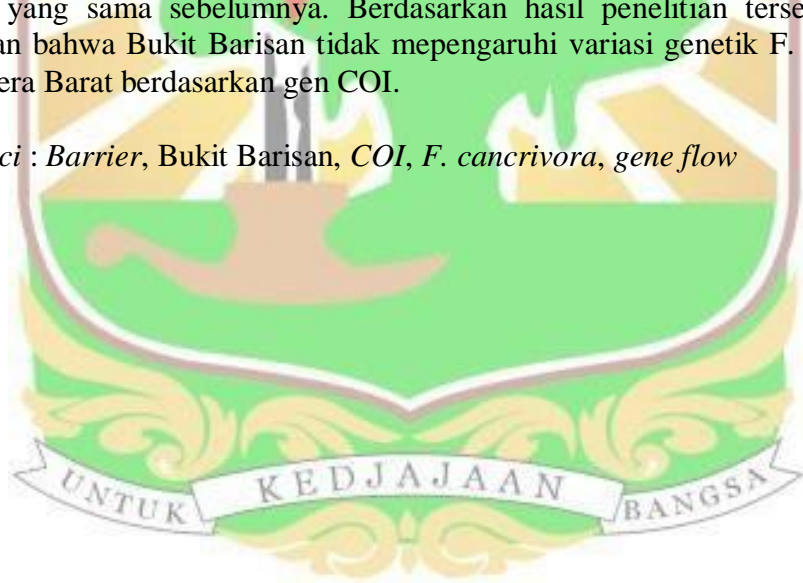 yang sama sebelumnya. Berdasarkan hasil penelitian terse
an bahwa Bukit Barisan tidak mepengaruhi variasi genetik F.
era Barat berdasarkan gen COI.
ci : Barrier, Bukit Barisan, COI, F. cancrivora, gene flow
UNTUK KEDJAJAAN BANGSA